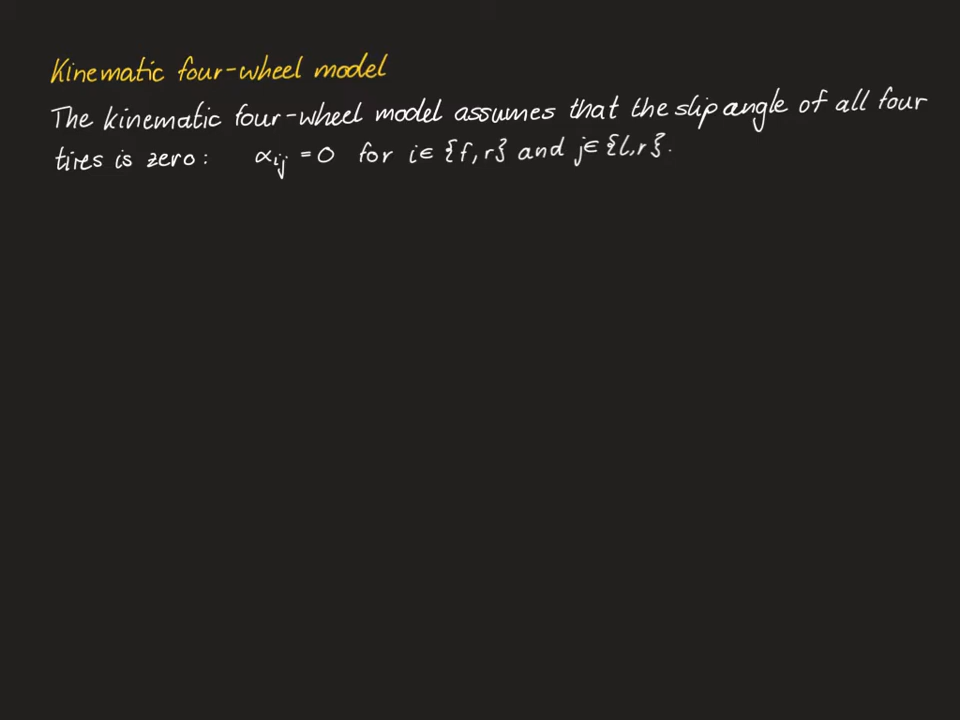 Kinematic four-wheel model
The kinematic four-wheel model assumes that the slip angle of all four
tires is zero: αij = 0 for i ∈ {f, r} and j ∈ {l, r}.